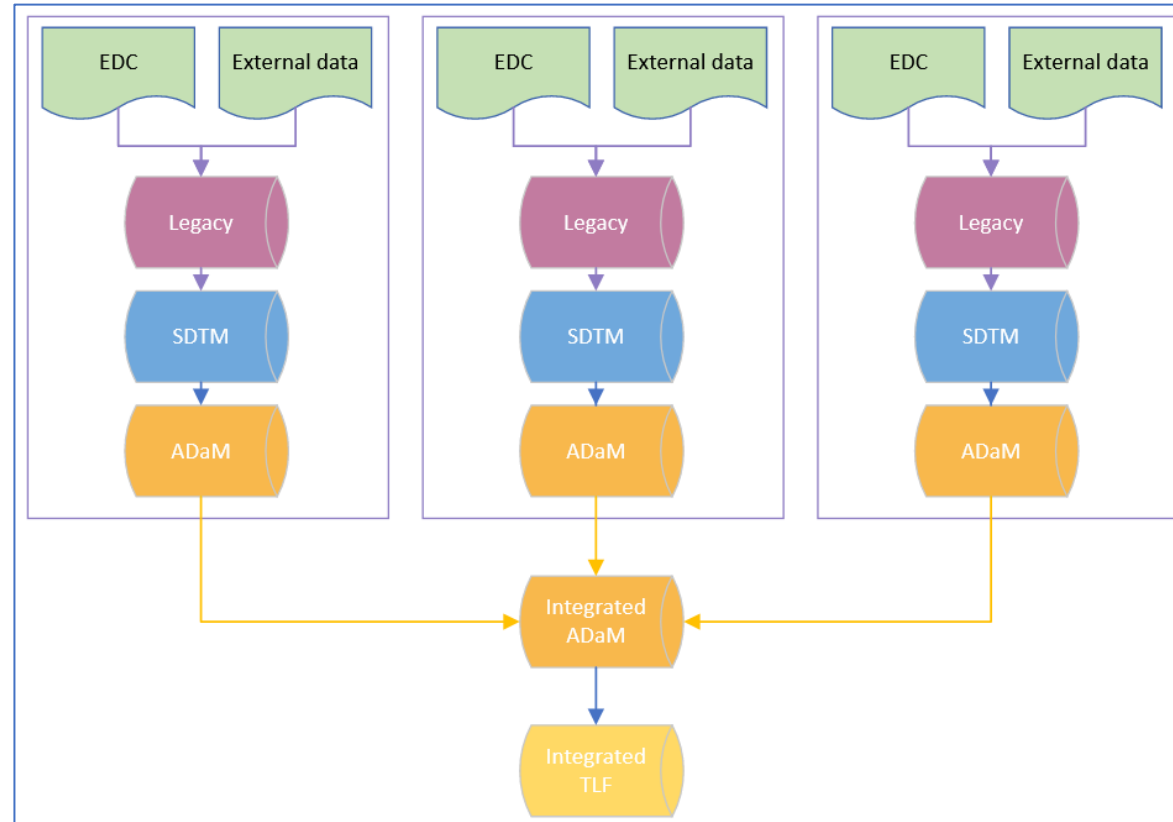 EDC
External data
EDC
External data
EDC
External data
Legacy
Legacy
Legacy
SDTM
SDTM
SDTM
ADaM
ADaM
ADaM
Integrated
ADaM
Integrated
TLF